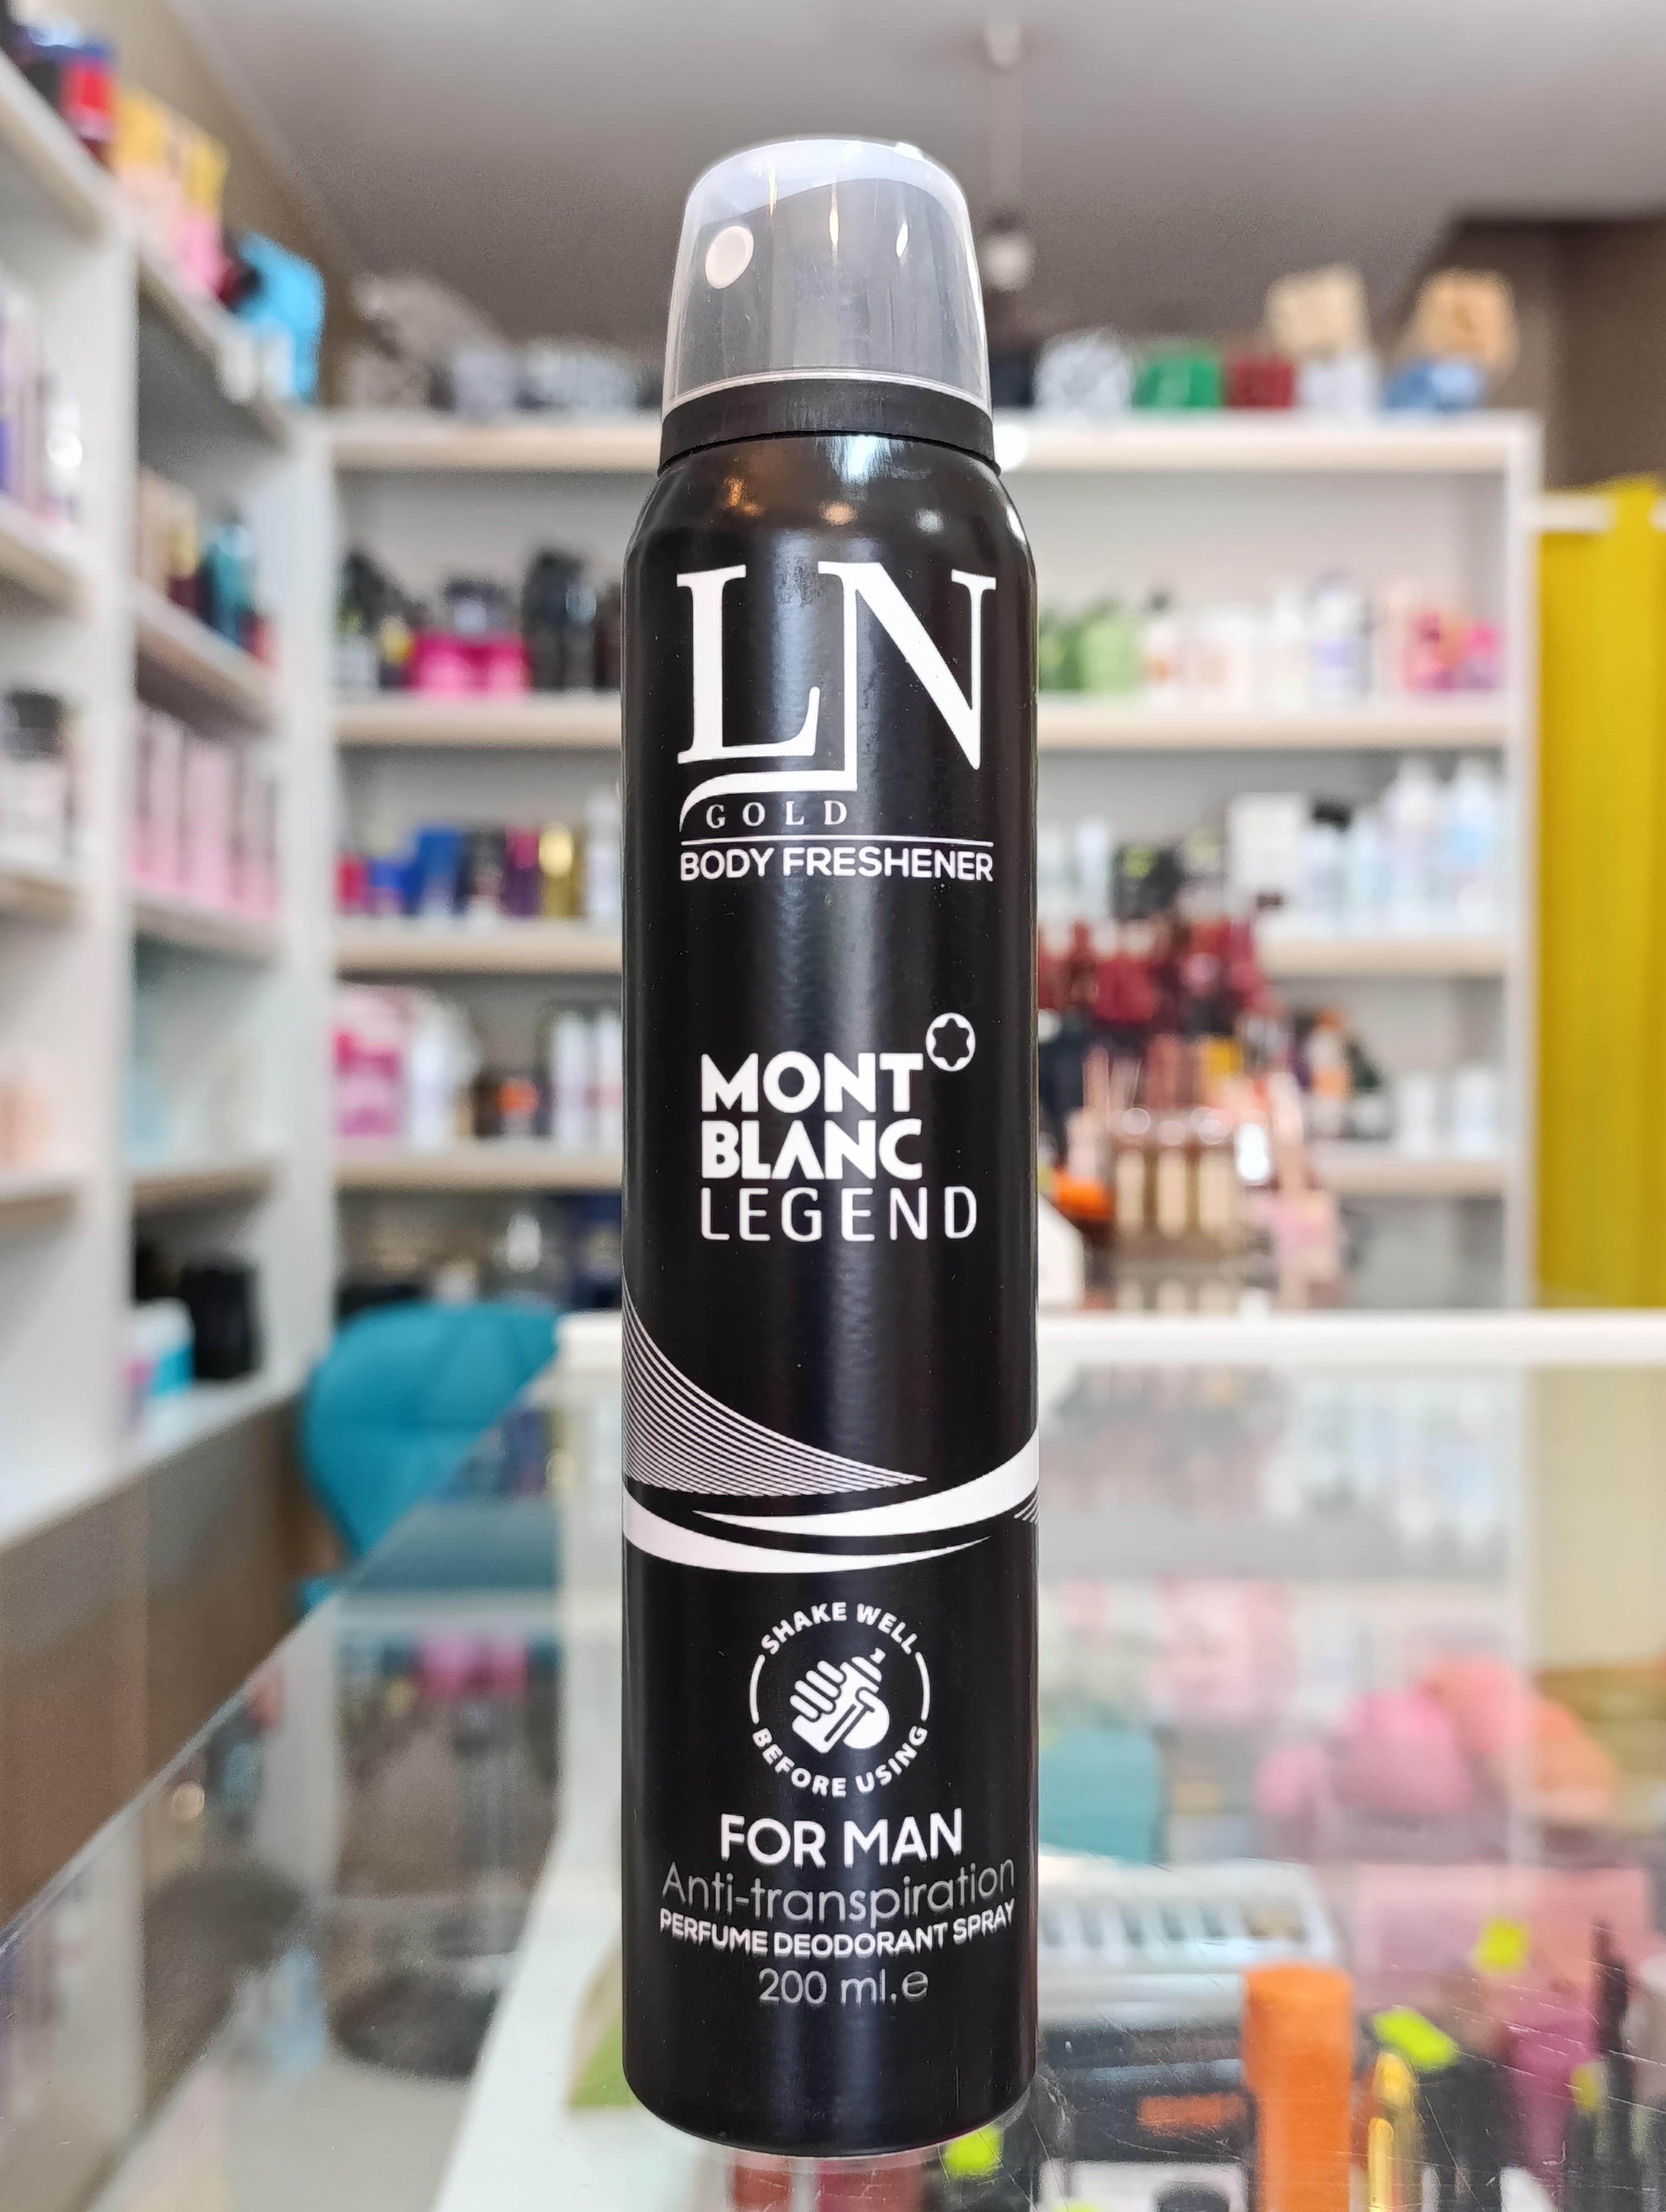 LN
GOLD
BODY FRESHENER
MONT
BLANC
LEGEND
SHAKE WELL
BEFORE USING
FOR MAN
Anti-transpiration
PERFUME DEODORANT SPRAY
200 ml.e